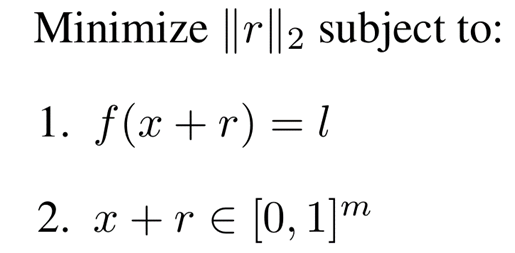 Minimize ||r||₂ subject to:
1. f(x + r) = l
2. x + r ∈ [0, 1]ᵐ